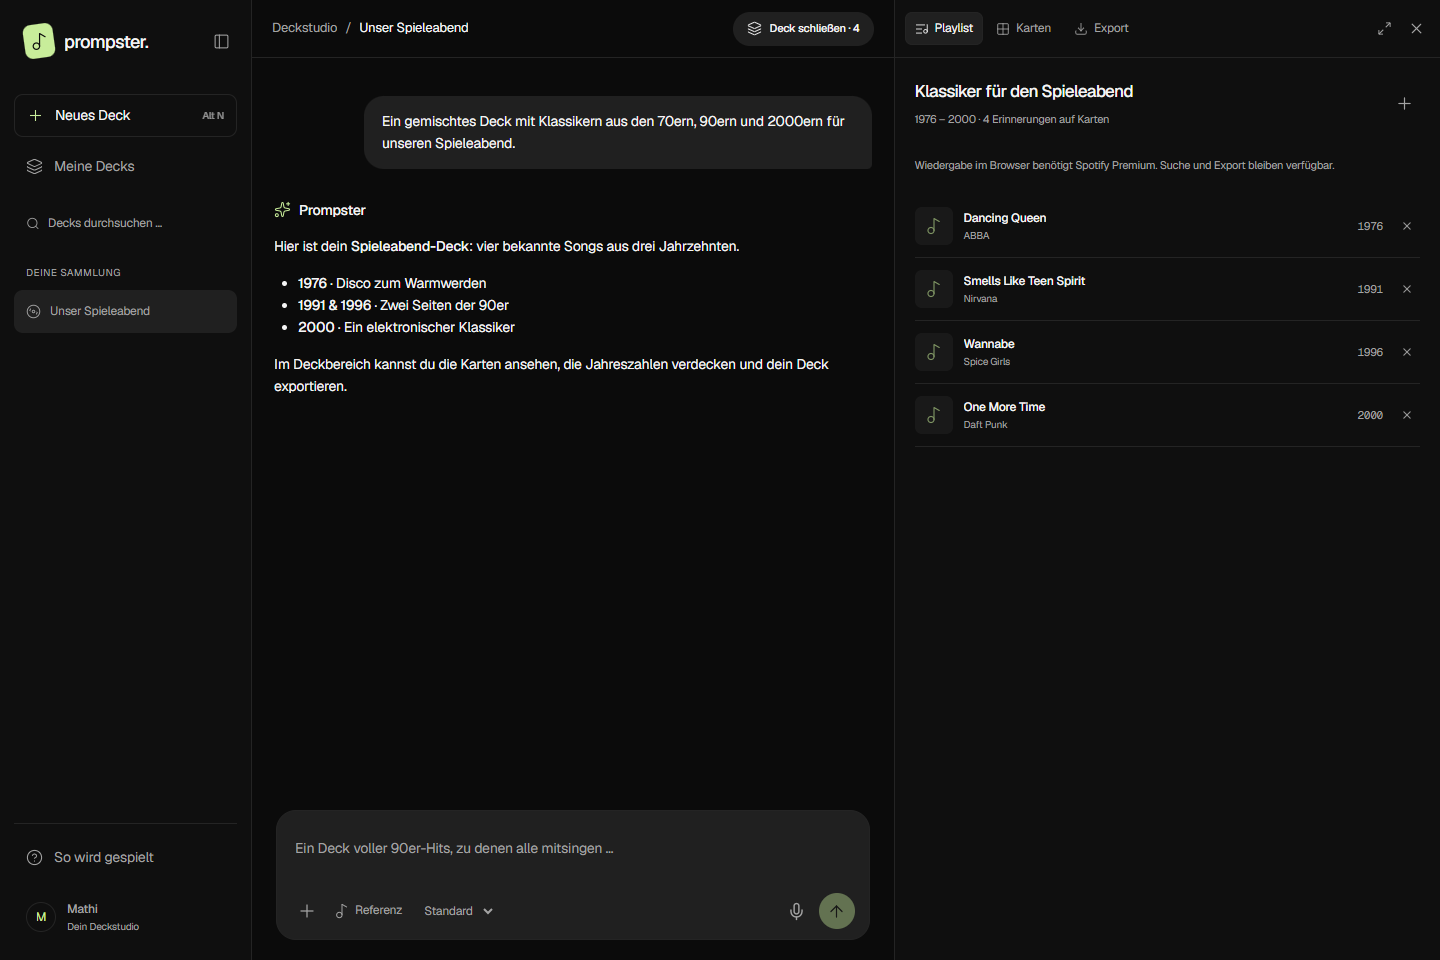 prompster.
Neues Deck
Alt N
Meine Decks
Decks durchsuchen ...
DEINE SAMMLUNG
Unser Spieleabend
So wird gespielt
M
Mathi
Dein Deckstudio
Deckstudio / Unser Spieleabend
Deck schließen · 4
Ein gemischtes Deck mit Klassikern aus den 70ern, 90ern und 2000ern für
unseren Spieleabend.
Prompster
Hier ist dein Spieleabend-Deck: vier bekannte Songs aus drei Jahrzehnten.
• 1976 · Disco zum Warmwerden
• 1991 & 1996 · Zwei Seiten der 90er
• 2000 · Ein elektronischer Klassiker
Im Deckbereich kannst du die Karten ansehen, die Jahreszahlen verdecken und dein Deck
exportieren.
Ein Deck voller 90er-Hits, zu denen alle mitsingen ...
Referenz
Standard
Playlist
Karten
Export
Klassiker für den Spieleabend
1976 – 2000 · 4 Erinnerungen auf Karten
Wiedergabe im Browser benötigt Spotify Premium. Suche und Export bleiben verfügbar.
Dancing Queen
ABBA
1976
Smells Like Teen Spirit
Nirvana
1991
Wannabe
Spice Girls
1996
One More Time
Daft Punk
2000